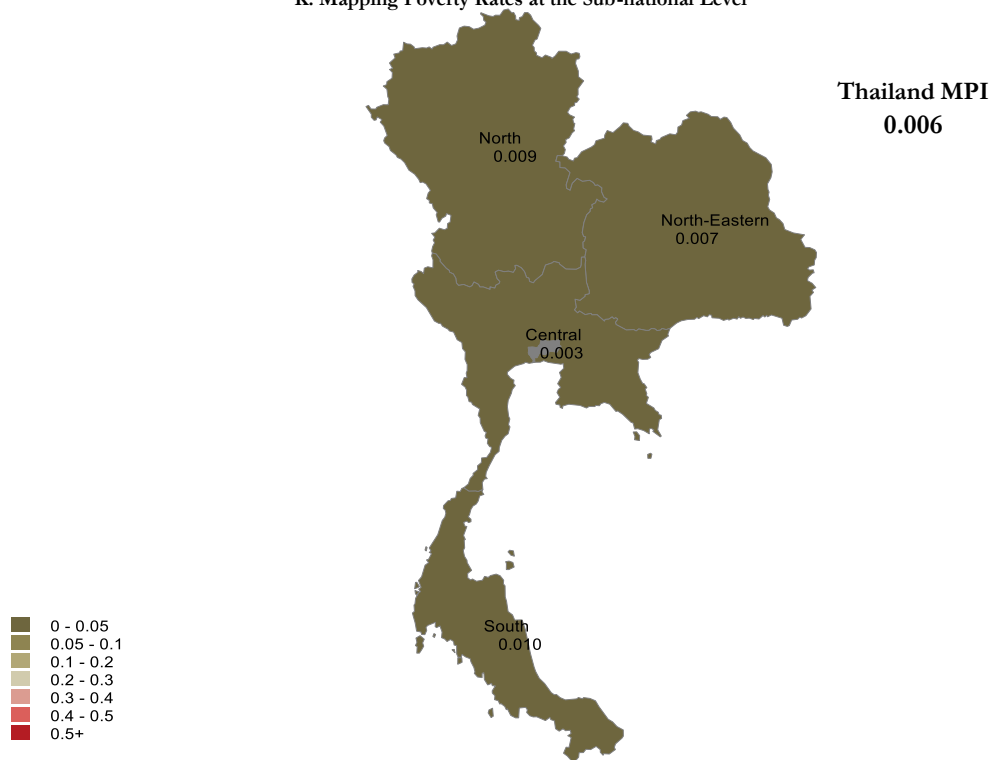 K. Mapping Poverty Rates at the Sub-national Level
Thailand MPI
0.006
North
0.009
North-Eastern
0.007
Central
0.003
South
0.010
0 - 0.05
0.05 - 0.1
0.1 - 0.2
0.2 - 0.3
0.3 - 0.4
0.4 - 0.5
0.5+